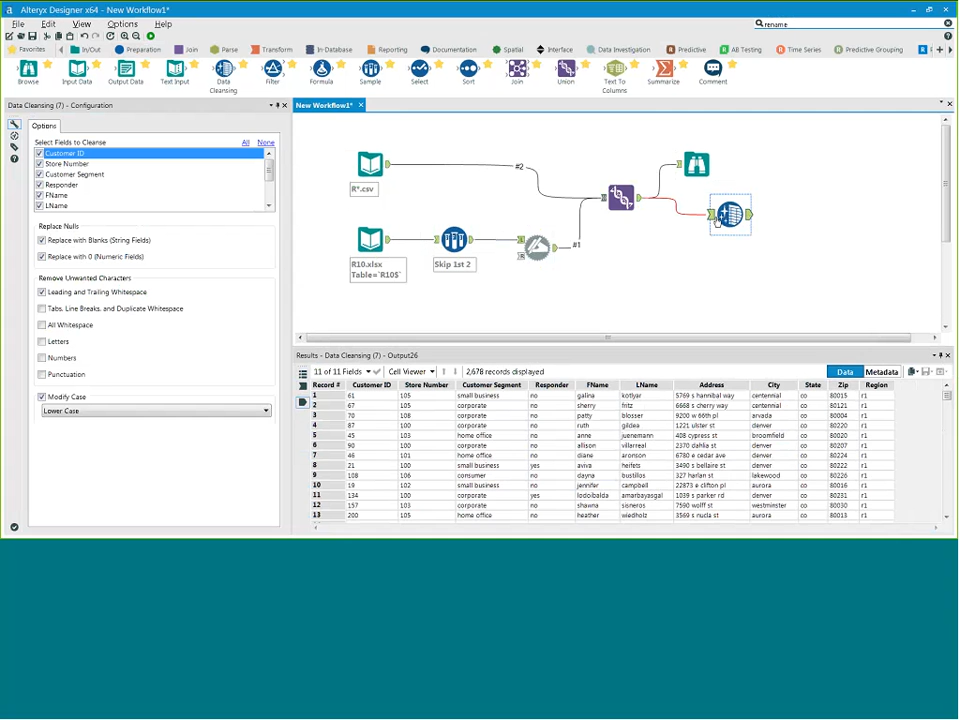 Alteryx Designer x64 - New Workflow1*
File Edit View Options Help
rename
Favorites In/Out Preparation Join Parse Transform In-Database Reporting Documentation Spatial Interface Data Investigation Predictive AB Testing Time Series Predictive Grouping
Browse Input Data Output Data Text Input Data Cleansing Filter Formula Sample Select Sort Join Union Text To Columns Summarize Comment
Data Cleansing (7) - Configuration
New Workflow1*
Options
Select Fields to Cleanse All None
Customer ID
Store Number
Customer Segment
Responder
FName
LName
Replace Nulls
Replace with Blanks (String Fields)
Replace with 0 (Numeric Fields)
Remove Unwanted Characters
Leading and Trailing Whitespace
Tabs, Line Breaks, and Duplicate Whitespace
All Whitespace
Letters
Numbers
Punctuation
Modify Case
Lower Case
#2
R*.csv
#1
R10.xlsx
Table=`R10$`
Skip 1st 2
Results - Data Cleansing (7) - Output26
11 of 11 Fields Cell Viewer 2,678 records displayed Data Metadata
Record # Customer ID Store Number Customer Segment Responder FName LName Address City State Zip Region
1 61 105 small business no galina kotlyar 5769 s hannibal way centennial co 80015 r1
2 67 105 corporate no sherry fritz 6668 s cherry way centennial co 80121 r1
3 70 108 corporate no patty blosser 9200 w 66th pl arvada co 80004 r1
4 87 100 corporate no ruth gildea 1221 ulster st denver co 80220 r1
5 45 103 home office no anne juenemann 408 cypress st broomfield co 80020 r1
6 90 100 corporate no allison villarreal 2370 dahlia st denver co 80207 r1
7 46 101 home office no diane aronson 6780 e cedar ave denver co 80224 r1
8 21 100 small business yes aviva heifets 3490 s bellaire st denver co 80222 r1
9 108 106 consumer no dayna bustillos 327 harlan st lakewood co 80226 r1
10 19 102 small business no jennifer campbell 22873 e clifton pl aurora co 80016 r1
11 134 100 corporate yes lodoibalda amarbayasgal 1039 s parker rd denver co 80231 r1
12 157 103 corporate no shawna sisneros 7590 wolff st westminster co 80030 r1
13 200 105 home office no heather wiedholz 3569 s nucla st aurora co 80013 r1